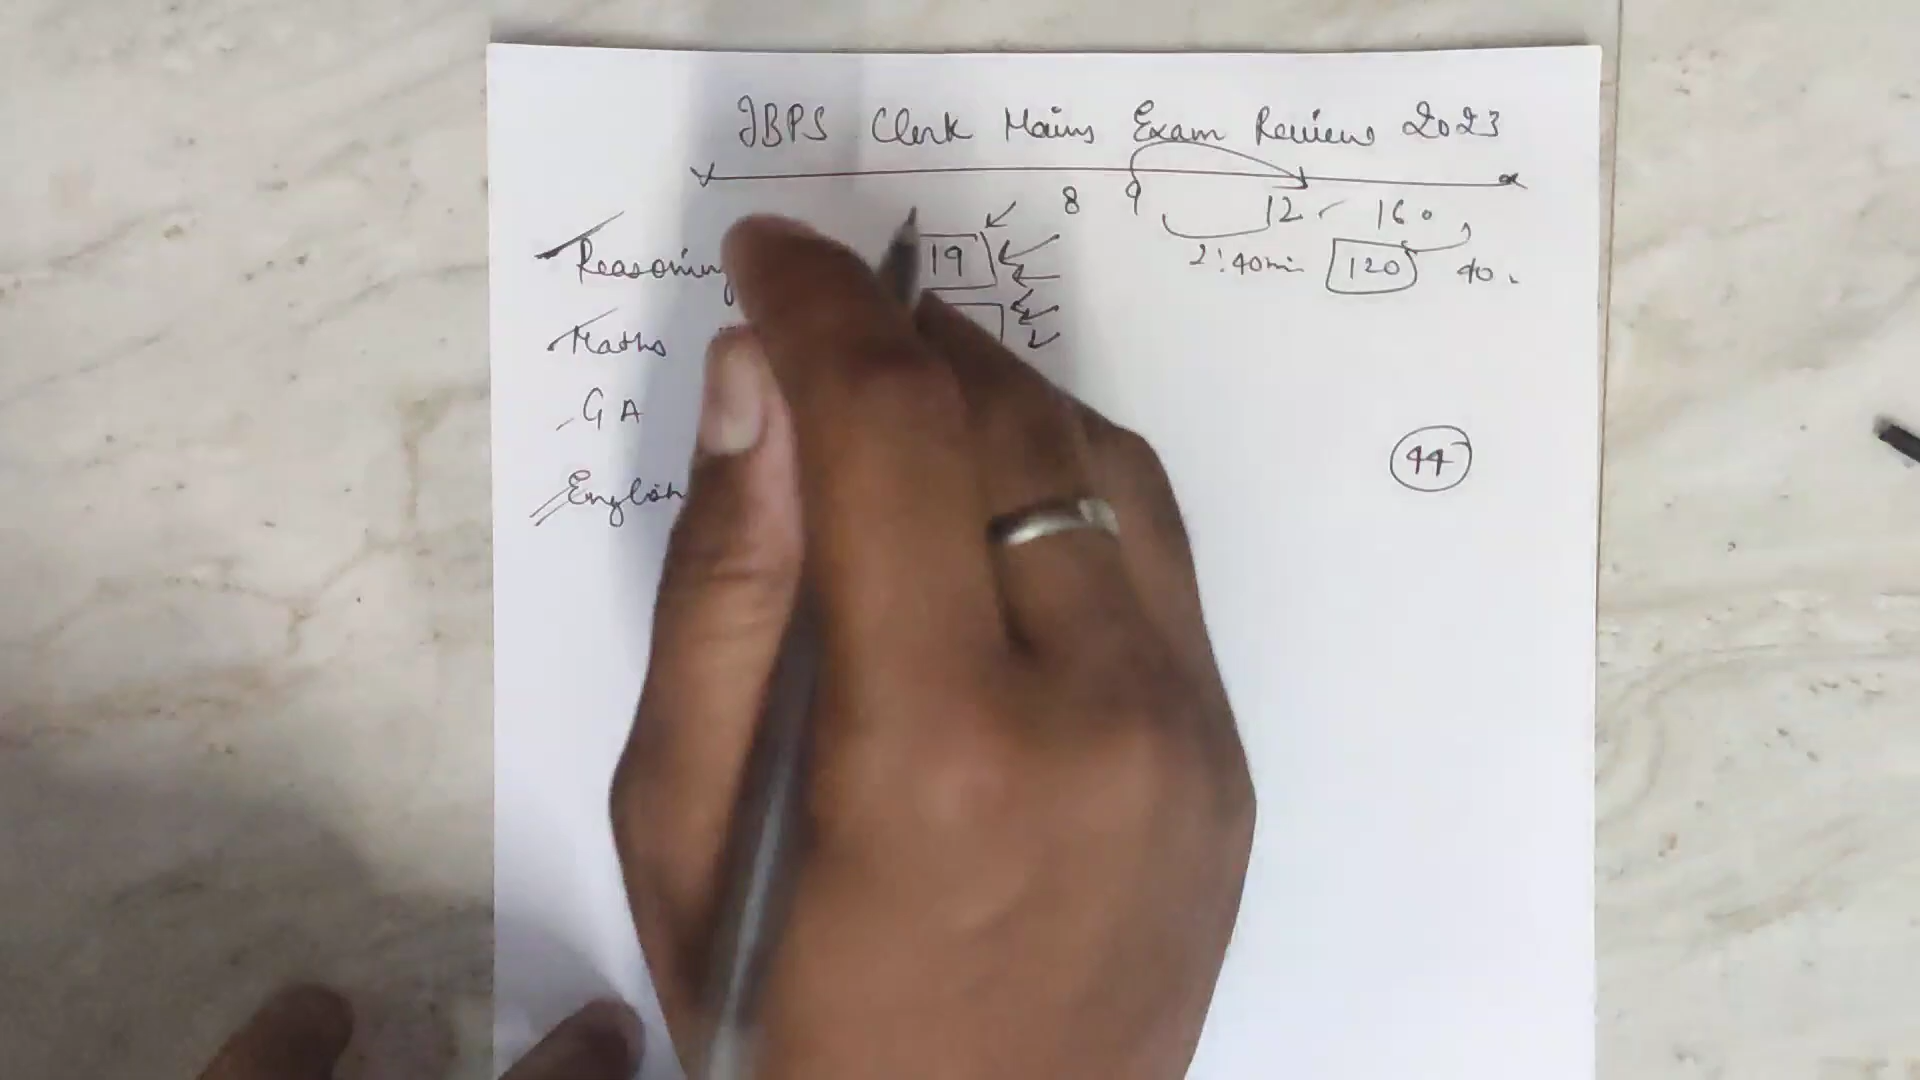 IBPS Clerk Mains Exam Review 2023
8 9 12 160
Reasoning 19 2:40min 120 40
Maths
GA
44
English